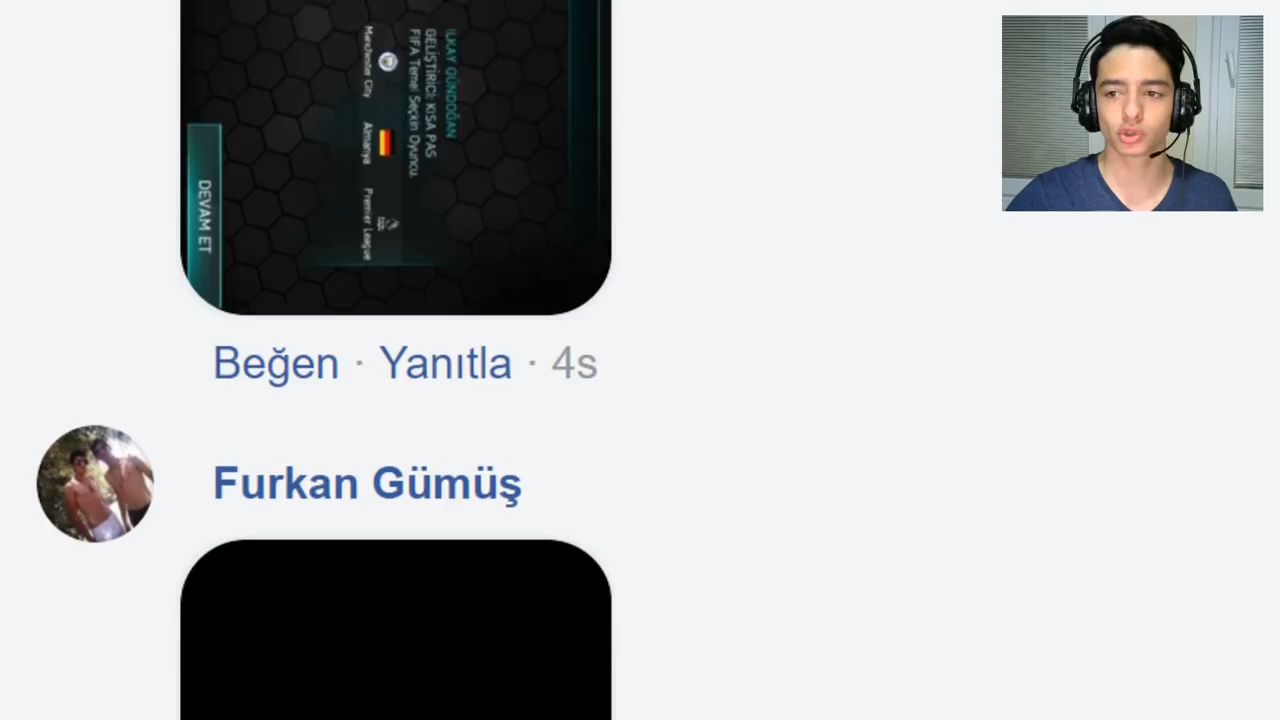 İLKAY GÜNDOĞAN
GELİŞTİRİCİ: KISA PAS
FIFA Temel Seçkin Oyuncu.
Manchester City
Almanya
Premier League
DEVAM ET
Beğen · Yanıtla · 4s
Furkan Gümüş